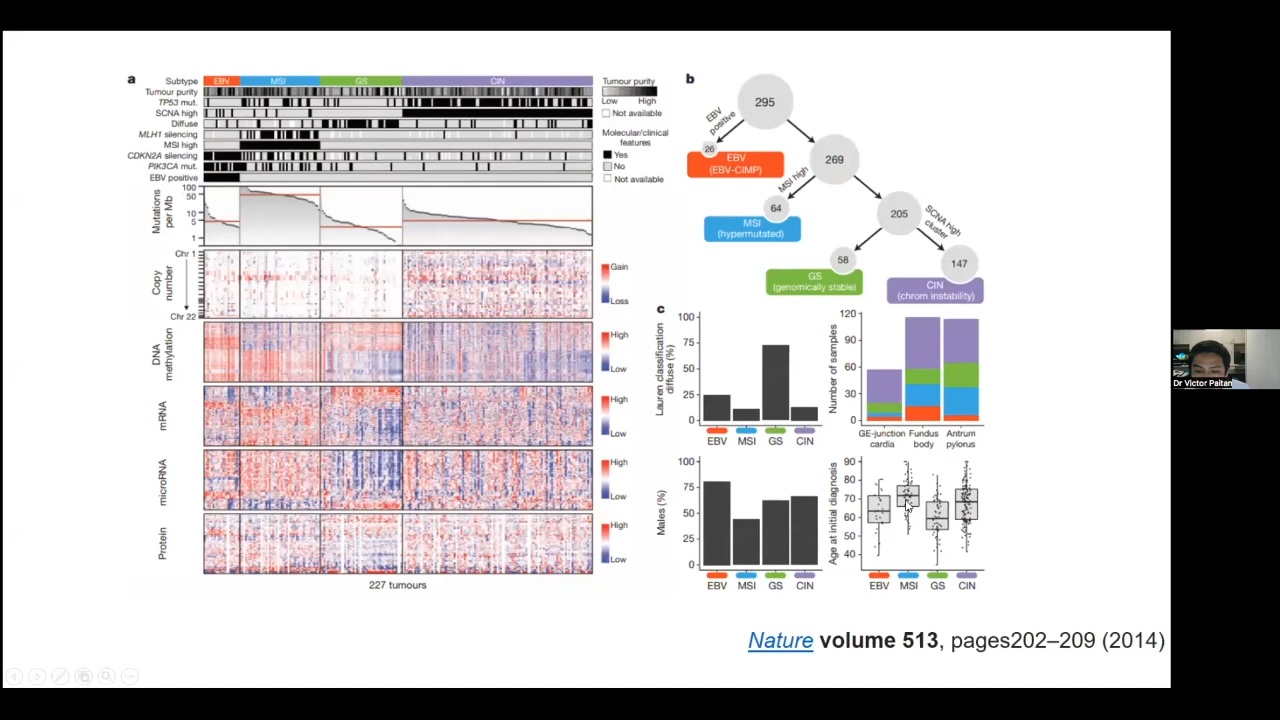 a
Subtype EBV MSI GS CIN
Tumour purity
TP53 mut.
SCNA high
Diffuse
MLH1 silencing
MSI high
CDKN2A silencing
PIK3CA mut.
EBV positive
Tumour purity
Low High
Not available
Molecular/clinical
features
Yes
No
Not available
Mutations
per Mb
100
50
10
5
1
Copy
number
Chr 1
Chr 22
Gain
Loss
DNA
methylation
High
Low
mRNA
High
Low
microRNA
High
Low
Protein
High
Low
227 tumours
b
295
EBV
positive
26
EBV
(EBV-CIMP)
269
MSI high
64
MSI
(hypermutated)
205
SCNA high
cluster
58
GS
(genomically stable)
147
CIN
(chrom instability)
c
Lauren classification
diffuse (%)
100
75
50
25
0
EBV MSI GS CIN
Number of samples
120
90
60
30
0
GE-junction Fundus Antrum
cardia body pylorus
Males (%)
100
75
50
25
0
EBV MSI GS CIN
Age at initial diagnosis
90
80
70
60
50
40
EBV MSI GS CIN
Nature volume 513, pages202–209 (2014)
Dr Victor Paitan